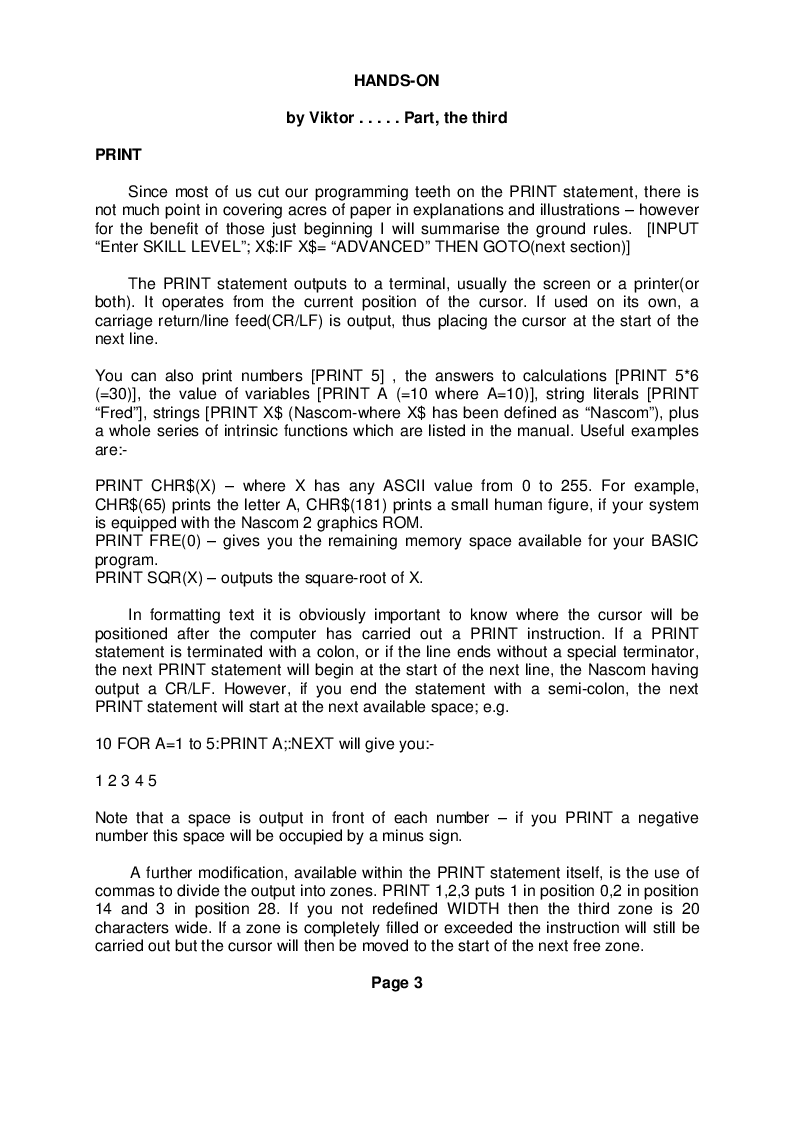 HANDS-ON
by Viktor . . . . . Part, the third
PRINT
Since most of us cut our programming teeth on the PRINT statement, there is
not much point in covering acres of paper in explanations and illustrations – however
for the benefit of those just beginning I will summarise the ground rules. [INPUT
“Enter SKILL LEVEL”; X$:IF X$= “ADVANCED” THEN GOTO(next section)]
The PRINT statement outputs to a terminal, usually the screen or a printer(or
both). It operates from the current position of the cursor. If used on its own, a
carriage return/line feed(CR/LF) is output, thus placing the cursor at the start of the
next line.
You can also print numbers [PRINT 5] , the answers to calculations [PRINT 5*6
(=30)], the value of variables [PRINT A (=10 where A=10)], string literals [PRINT
“Fred”], strings [PRINT X$ (Nascom-where X$ has been defined as “Nascom”), plus
a whole series of intrinsic functions which are listed in the manual. Useful examples
are:-
PRINT CHR$(X) – where X has any ASCII value from 0 to 255. For example,
CHR$(65) prints the letter A, CHR$(181) prints a small human figure, if your system
is equipped with the Nascom 2 graphics ROM.
PRINT FRE(0) – gives you the remaining memory space available for your BASIC
program.
PRINT SQR(X) – outputs the square-root of X.
In formatting text it is obviously important to know where the cursor will be
positioned after the computer has carried out a PRINT instruction. If a PRINT
statement is terminated with a colon, or if the line ends without a special terminator,
the next PRINT statement will begin at the start of the next line, the Nascom having
output a CR/LF. However, if you end the statement with a semi-colon, the next
PRINT statement will start at the next available space; e.g.
10 FOR A=1 to 5:PRINT A;:NEXT will give you:-
1 2 3 4 5
Note that a space is output in front of each number – if you PRINT a negative
number this space will be occupied by a minus sign.
A further modification, available within the PRINT statement itself, is the use of
commas to divide the output into zones. PRINT 1,2,3 puts 1 in position 0,2 in position
14 and 3 in position 28. If you not redefined WIDTH then the third zone is 20
characters wide. If a zone is completely filled or exceeded the instruction will still be
carried out but the cursor will then be moved to the start of the next free zone.
Page 3